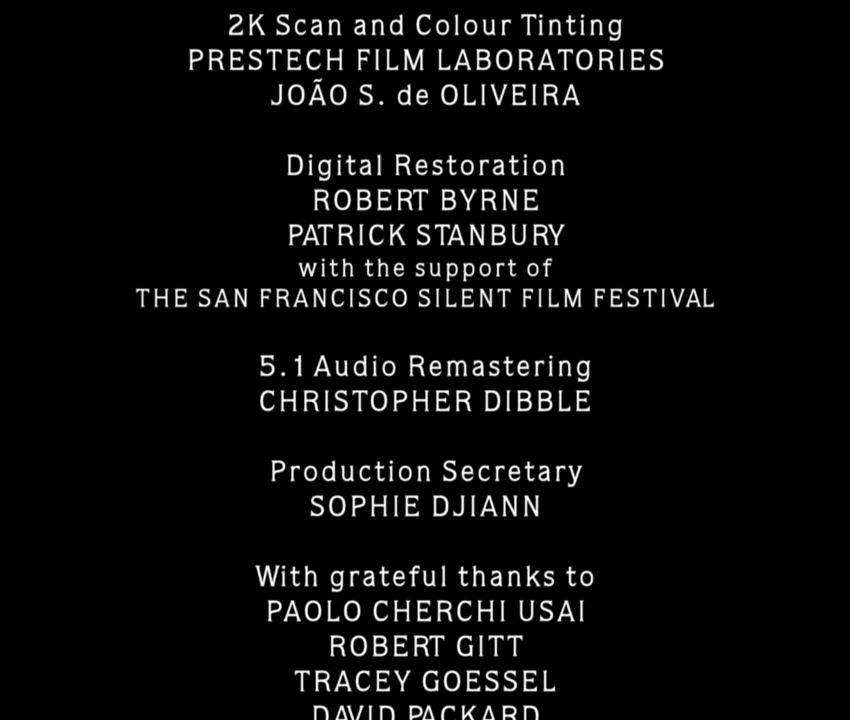 2K Scan and Colour Tinting
PRESTECH FILM LABORATORIES
JOÃO S. de OLIVEIRA
Digital Restoration
ROBERT BYRNE
PATRICK STANBURY
with the support of
THE SAN FRANCISCO SILENT FILM FESTIVAL
5.1 Audio Remastering
CHRISTOPHER DIBBLE
Production Secretary
SOPHIE DJIANN
With grateful thanks to
PAOLO CHERCHI USAI
ROBERT GITT
TRACEY GOESSEL
DAVID PACKARD